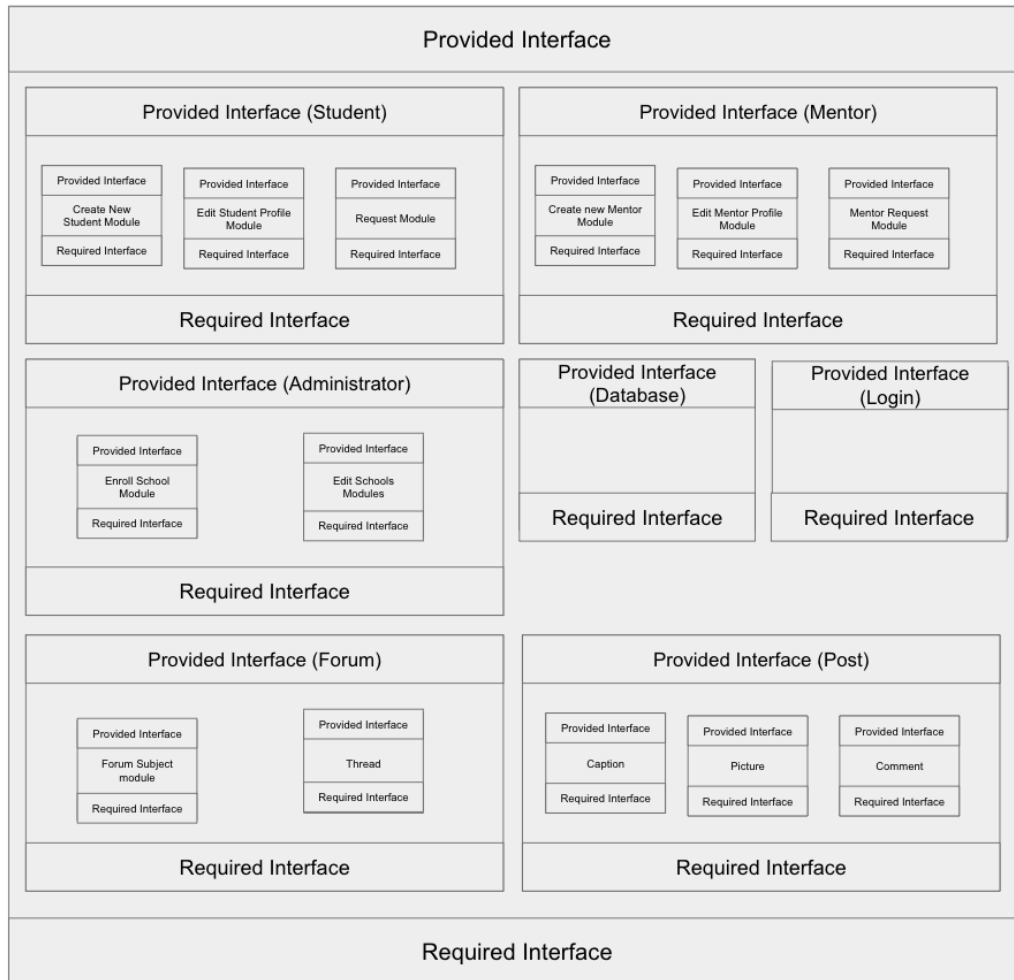 Provided Interface
Provided Interface (Student)
Provided Interface
Create New
Student Module
Required Interface
Provided Interface
Edit Student Profile
Module
Required Interface
Provided Interface
Request Module
Required Interface
Required Interface
Provided Interface (Mentor)
Provided Interface
Create new Mentor
Module
Required Interface
Provided Interface
Edit Mentor Profile
Module
Required Interface
Provided Interface
Mentor Request
Module
Required Interface
Required Interface
Provided Interface (Administrator)
Provided Interface
Enroll School
Module
Required Interface
Provided Interface
Edit Schools
Modules
Required Interface
Required Interface
Provided Interface
(Database)
Required Interface
Provided Interface
(Login)
Required Interface
Provided Interface (Forum)
Provided Interface
Forum Subject
module
Required Interface
Provided Interface
Thread
Required Interface
Required Interface
Provided Interface (Post)
Provided Interface
Caption
Required Interface
Provided Interface
Picture
Required Interface
Provided Interface
Comment
Required Interface
Required Interface
Required Interface